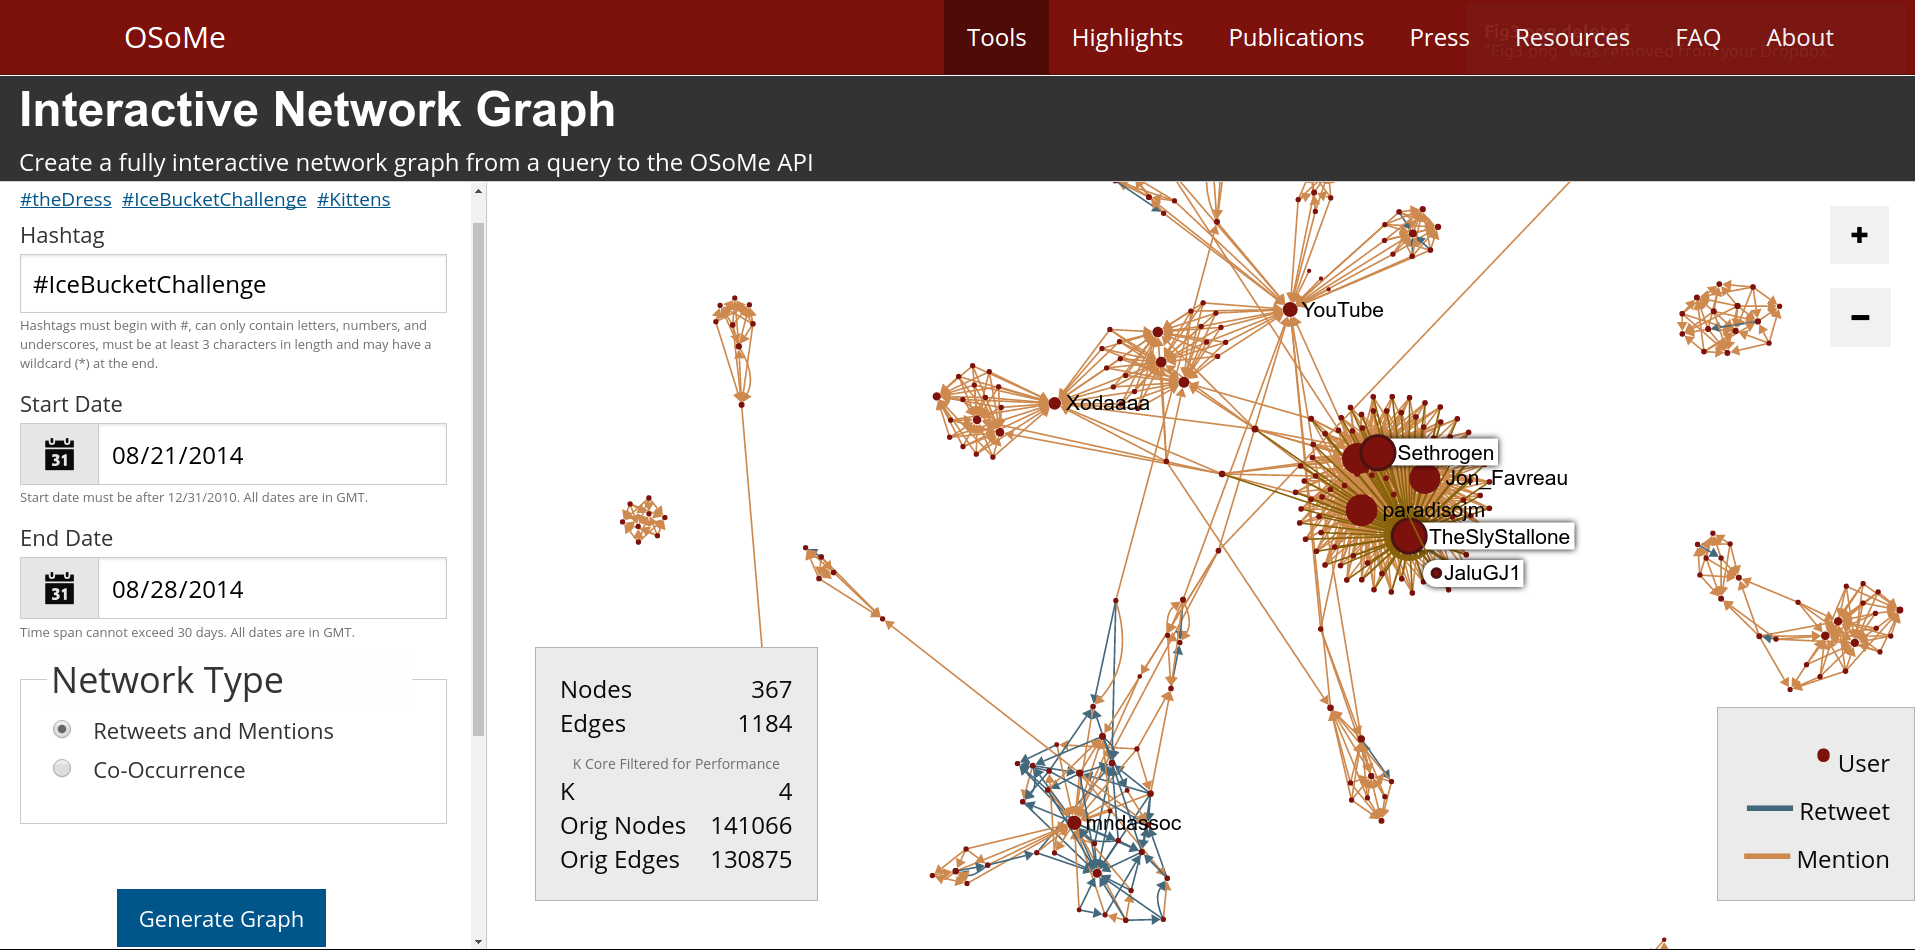 OSoMe
Tools Highlights Publications Press Resources FAQ About
Interactive Network Graph
Create a fully interactive network graph from a query to the OSoMe API
#theDress #IceBucketChallenge #Kittens
Hashtag
#IceBucketChallenge
Hashtags must begin with #, can only contain letters, numbers, and
underscores, must be at least 3 characters in length and may have a
wildcard (*) at the end.
Start Date
31 08/21/2014
Start date must be after 12/31/2010. All dates are in GMT.
End Date
31 08/28/2014
Time span cannot exceed 30 days. All dates are in GMT.
Network Type
Retweets and Mentions
Co-Occurrence
Generate Graph
+
−
YouTube
Xodaaaa
Sethrogen
Jon_Favreau
paradisojm
TheSlyStallone
JaluGJ1
mndassoc
Nodes 367
Edges 1184
K Core Filtered for Performance
K 4
Orig Nodes 141066
Orig Edges 130875
User
Retweet
Mention